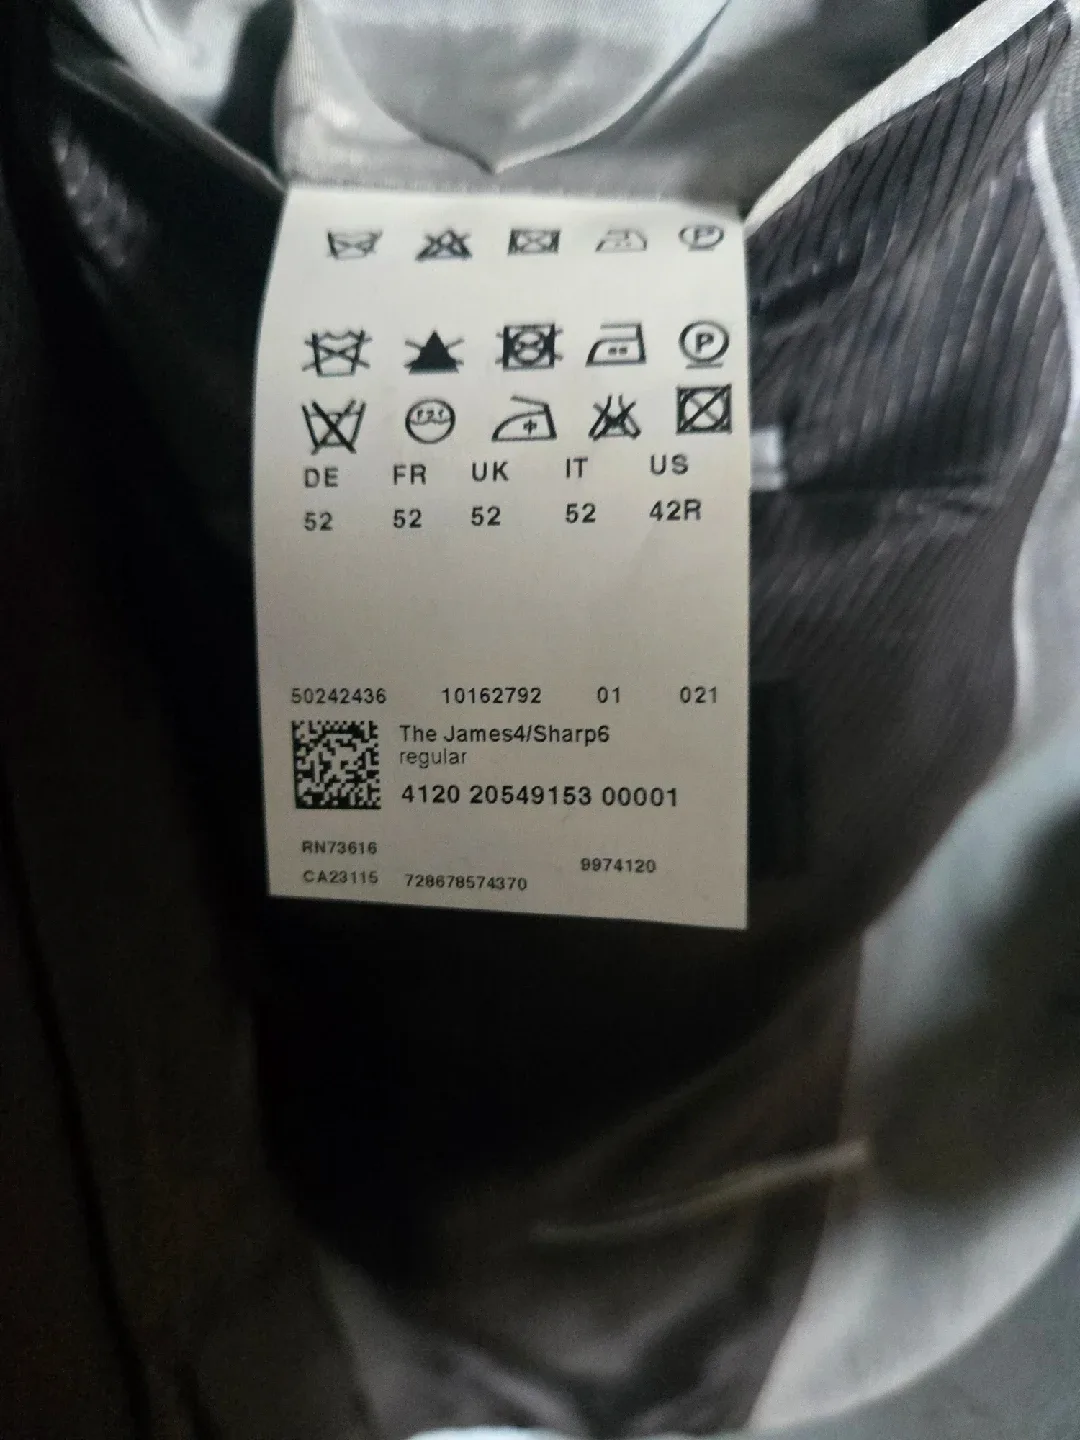 P
P
DE FR UK IT US
52 52 52 52 42R
50242436 10162792 01 021
The James4/Sharp6
regular
4120 20549153 00001
RN73616
9974120
CA23115 728678574370